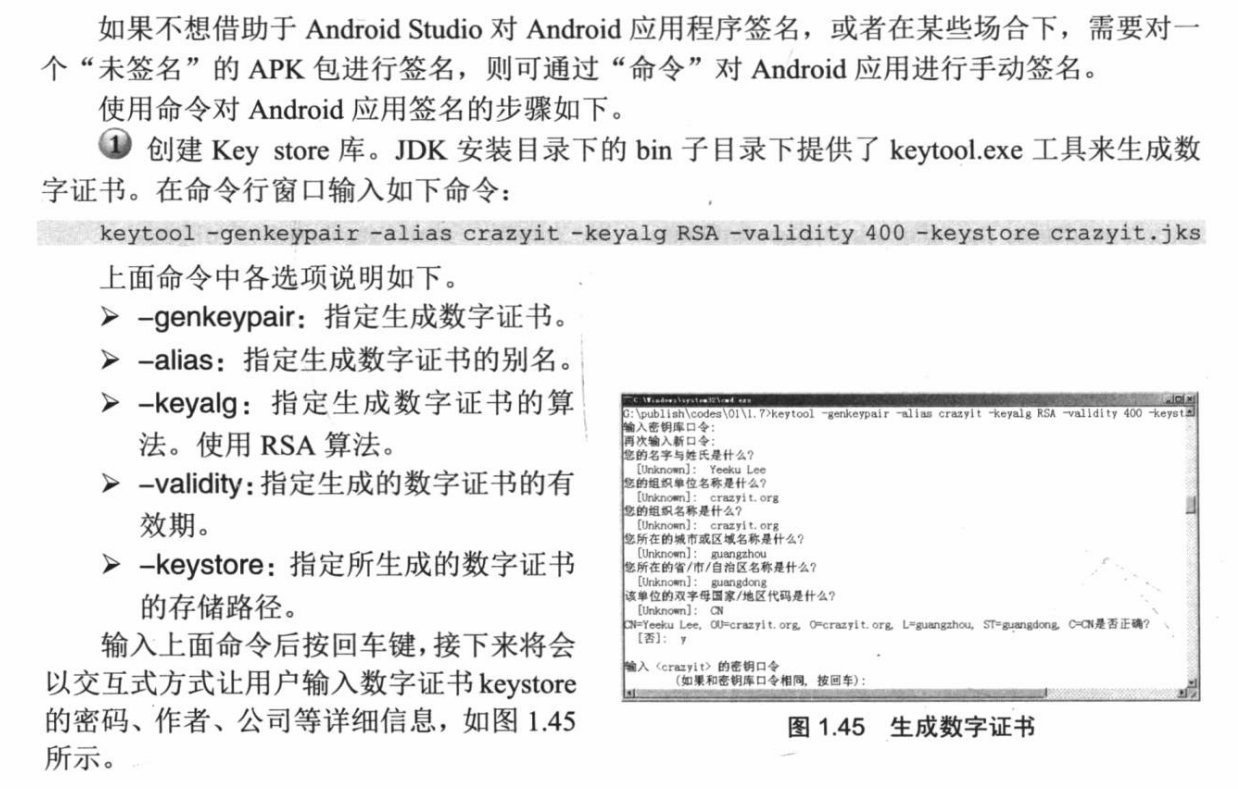 如果不想借助于 Android Studio 对 Android 应用程序签名，或者在某些场合下，需要对一
个“未签名”的 APK 包进行签名，则可通过“命令”对 Android 应用进行手动签名。
使用命令对 Android 应用签名的步骤如下。
1 创建 Key store 库。JDK 安装目录下的 bin 子目录下提供了 keytool.exe 工具来生成数
字证书。在命令行窗口输入如下命令：
keytool -genkeypair -alias crazyit -keyalg RSA -validity 400 -keystore crazyit.jks
上面命令中各选项说明如下。
➢ –genkeypair：指定生成数字证书。
➢ –alias：指定生成数字证书的别名。
➢ –keyalg：指定生成数字证书的算
法。使用 RSA 算法。
➢ –validity：指定生成的数字证书的有
效期。
➢ –keystore：指定所生成的数字证书
的存储路径。
输入上面命令后按回车键，接下来将会
以交互式方式让用户输入数字证书 keystore
的密码、作者、公司等详细信息，如图 1.45
所示。
C:\Windows\system32\cmd.exe
G:\publish\codes\01\1.7>keytool -genkeypair -alias crazyit -keyalg RSA -validity 400 -keyst
输入密钥库口令:
再次输入新口令:
您的名字与姓氏是什么?
[Unknown]: Yeeku Lee
您的组织单位名称是什么?
[Unknown]: crazyit.org
您的组织名称是什么?
[Unknown]: crazyit.org
您所在的城市或区域名称是什么?
[Unknown]: guangzhou
您所在的省/市/自治区名称是什么?
[Unknown]: guangdong
该单位的双字母国家/地区代码是什么?
[Unknown]: CN
CN=Yeeku Lee, OU=crazyit.org, O=crazyit.org, L=guangzhou, ST=guangdong, C=CN是否正确?
[否]: y
输入 <crazyit> 的密钥口令
(如果和密钥库口令相同, 按回车):
图 1.45 生成数字证书